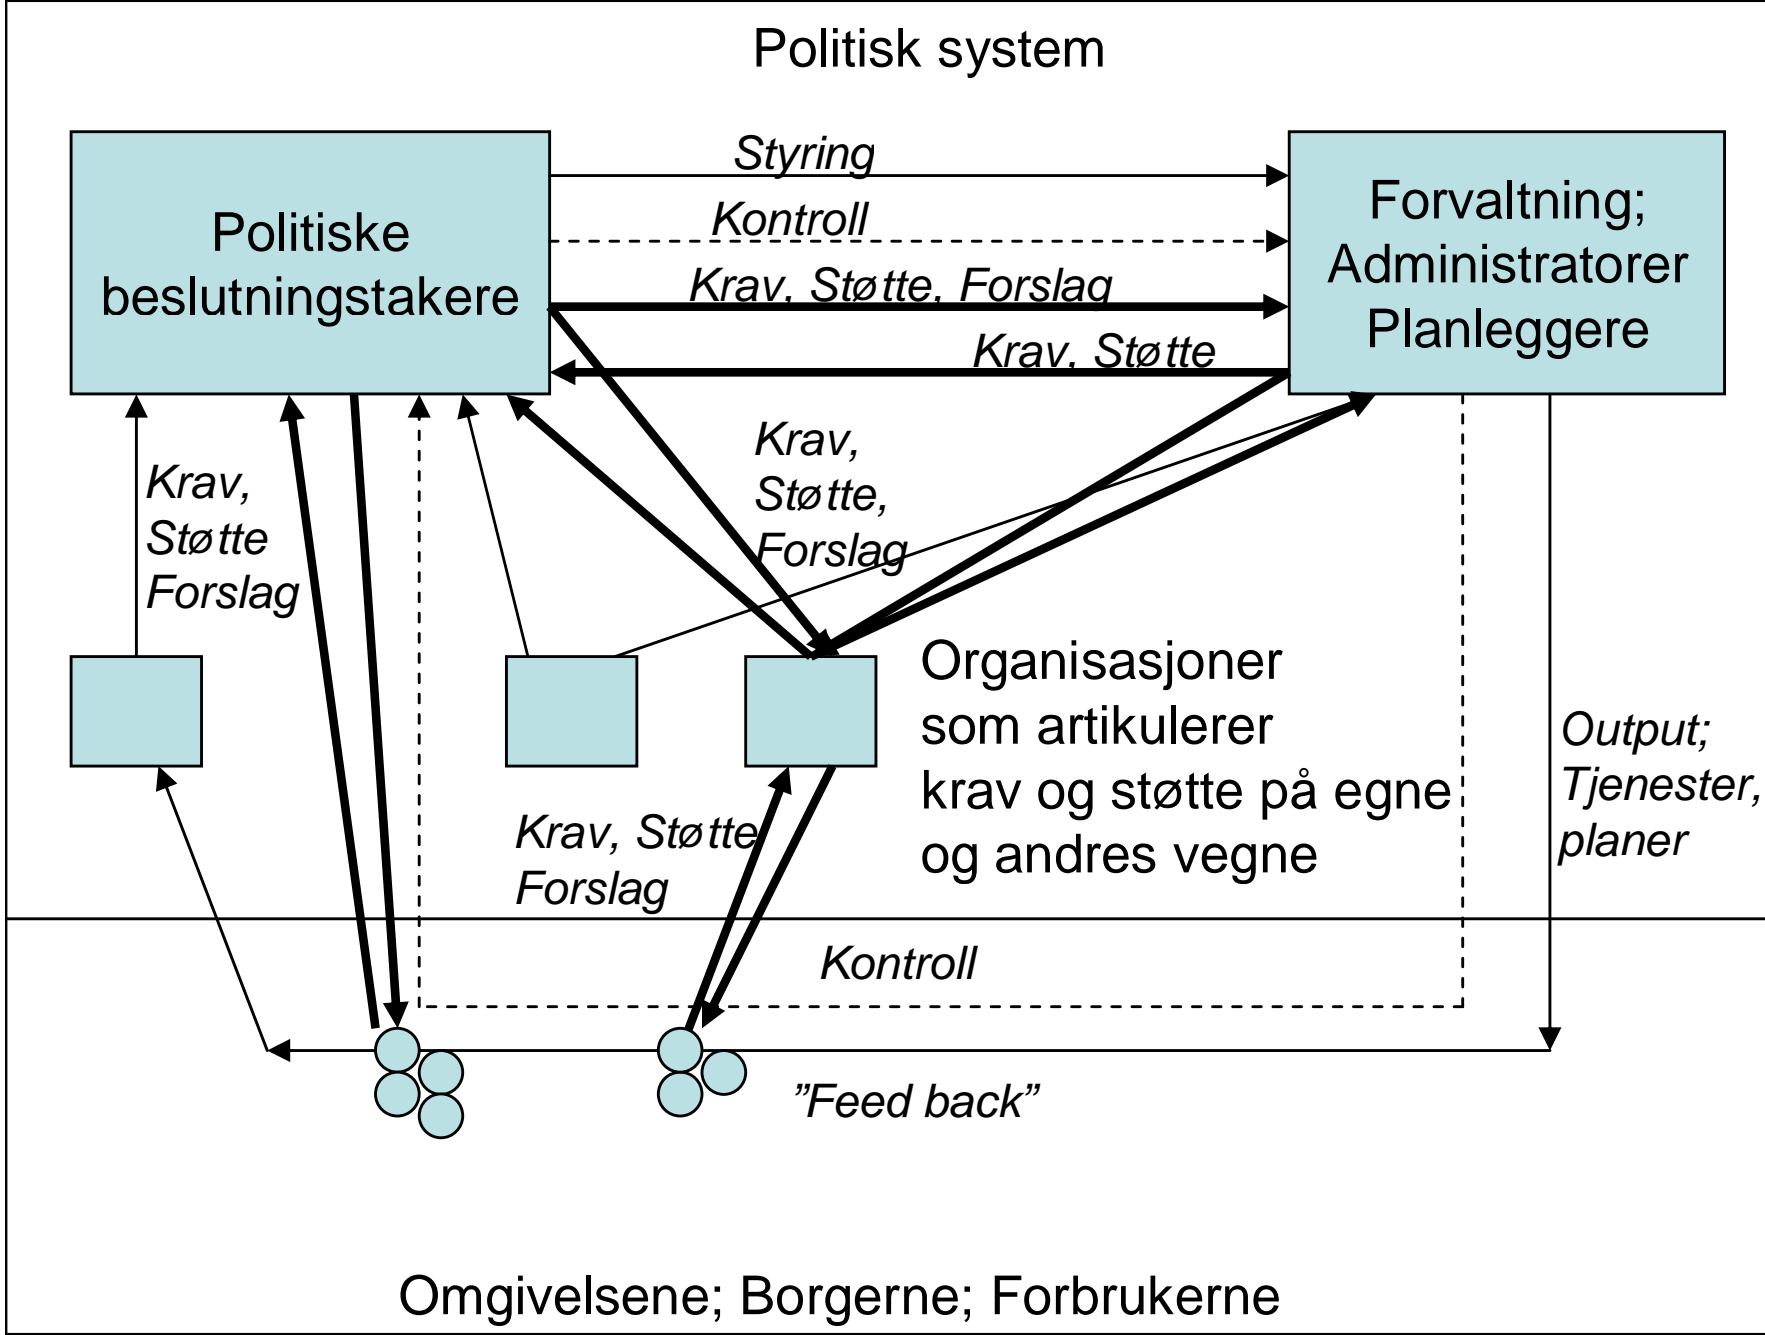 Politisk system
Styring
Kontroll
Krav, Støtte, Forslag
Krav, Støtte
Politiske
beslutningstakere
Forvaltning;
Administratorer
Planleggere
Krav,
Støtte
Forslag
Krav,
Støtte,
Forslag
Organisasjoner
som artikulerer
krav og støtte på egne
og andres vegne
Output;
Tjenester,
planer
Krav, Støtte
Forslag
Kontroll
”Feed back”
Omgivelsene; Borgerne; Forbrukerne